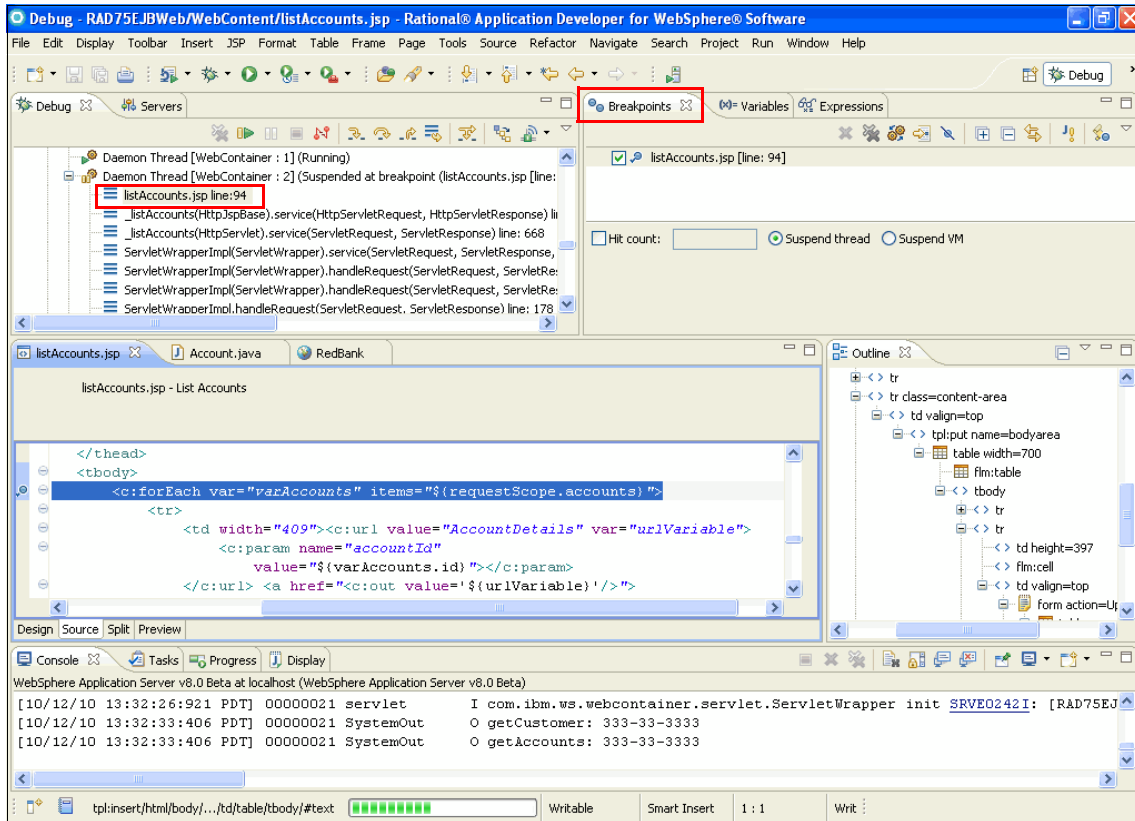 Debug - RAD75EJBWeb/WebContent/listAccounts.jsp - Rational® Application Developer for WebSphere® Software
File Edit Display Toolbar Insert JSP Format Table Frame Page Tools Source Refactor Navigate Search Project Run Window Help
Debug
Debug Servers
Breakpoints (x)= Variables Expressions
Daemon Thread [WebContainer : 1] (Running)
Daemon Thread [WebContainer : 2] (Suspended at breakpoint (listAccounts.jsp [line:
listAccounts.jsp line:94
_listAccounts(HttpJspBase).service(HttpServletRequest, HttpServletResponse) li
_listAccounts(HttpServlet).service(ServletRequest, ServletResponse) line: 668
ServletWrapperImpl(ServletWrapper).service(ServletRequest, ServletResponse,
ServletWrapperImpl(ServletWrapper).handleRequest(ServletRequest, ServletRe
ServletWrapperImpl(ServletWrapper).handleRequest(ServletRequest, ServletRe
ServletWrapperImpl.handleRequest(ServletRequest, ServletResponse) line: 178
listAccounts.jsp [line: 94]
Hit count: Suspend thread Suspend VM
listAccounts.jsp Account.java RedBank
listAccounts.jsp - List Accounts
</thead>
<tbody>
<c:forEach var="varAccounts" items="${requestScope.accounts}">
<tr>
<td width="409"><c:url value="AccountDetails" var="urlVariable">
<c:param name="accountId"
value="${varAccounts.id}"></c:param>
</c:url> <a href="<c:out value='${urlVariable}'/>">
Design Source Split Preview
Outline
<> tr
<> tr class=content-area
<> td valign=top
<> tpl:put name=bodyarea
table width=700
flm:table
<> tbody
<> tr
<> tr
<> td height=397
<> flm:cell
<> td valign=top
form action=Up
Console Tasks Progress Display
WebSphere Application Server v8.0 Beta at localhost (WebSphere Application Server v8.0 Beta)
[10/12/10 13:32:26:921 PDT] 00000021 servlet I com.ibm.ws.webcontainer.servlet.ServletWrapper init SRVE0242I: [RAD75EJ
[10/12/10 13:32:33:406 PDT] 00000021 SystemOut O getCustomer: 333-33-3333
[10/12/10 13:32:33:406 PDT] 00000021 SystemOut O getAccounts: 333-33-3333
tpl:insert/html/body/.../td/table/tbody/#text Writable Smart Insert 1 : 1 Writ